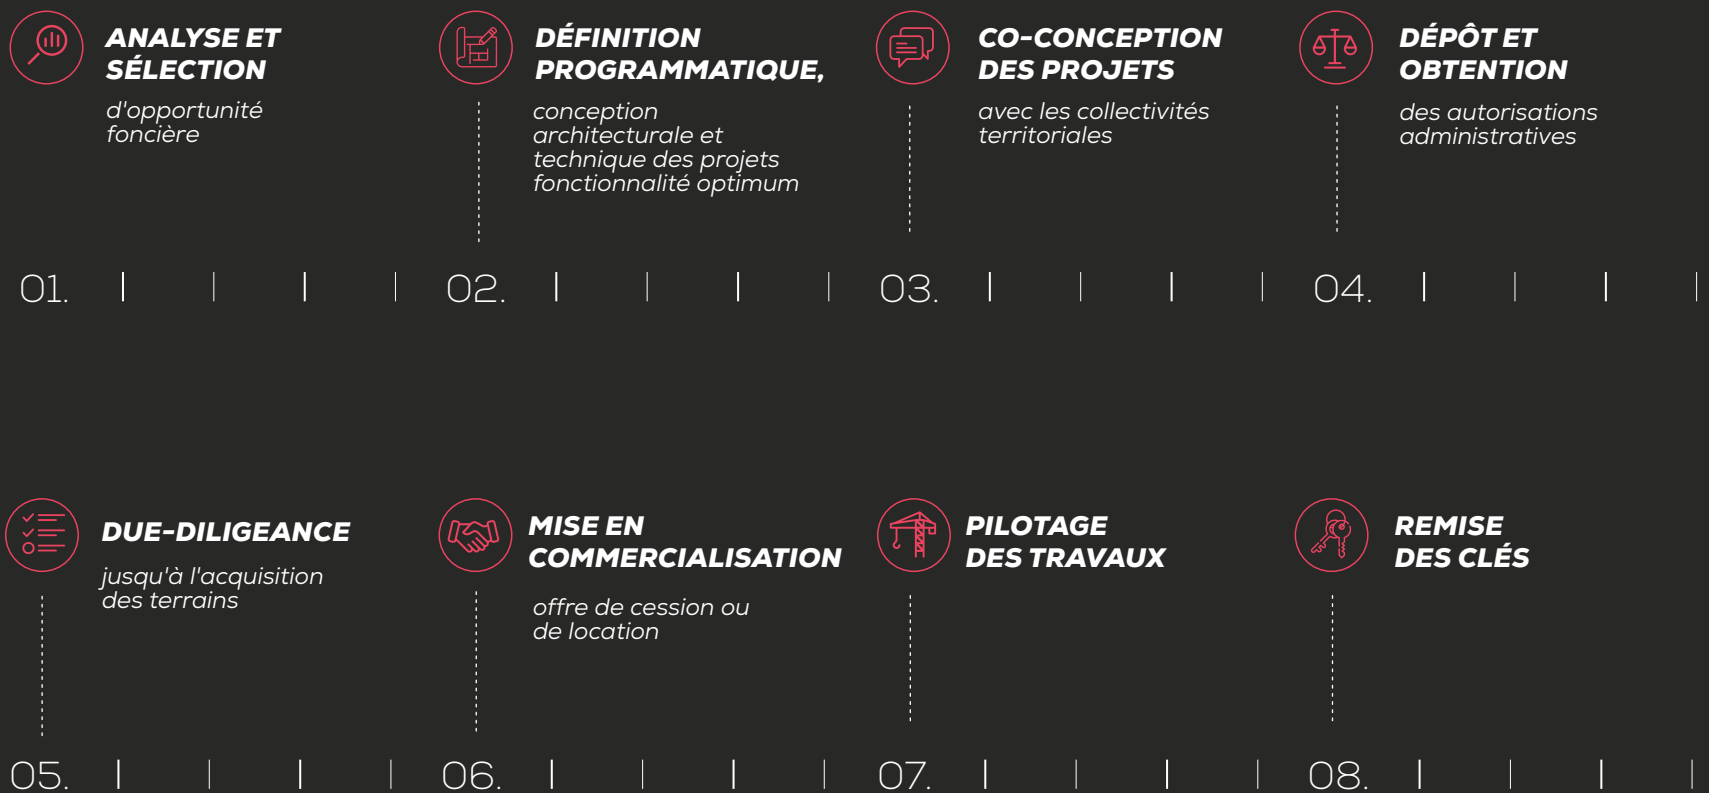 ANALYSE ET
SÉLECTION
d'opportunité
foncière
01.
DÉFINITION
PROGRAMMATIQUE,
conception
architecturale et
technique des projets
fonctionnalité optimum
02.
CO-CONCEPTION
DES PROJETS
avec les collectivités
territoriales
03.
DÉPÔT ET
OBTENTION
des autorisations
administratives
04.
DUE-DILIGEANCE
jusqu'à l'acquisition
des terrains
05.
MISE EN
COMMERCIALISATION
offre de cession ou
de location
06.
PILOTAGE
DES TRAVAUX
07.
REMISE
DES CLÉS
08.